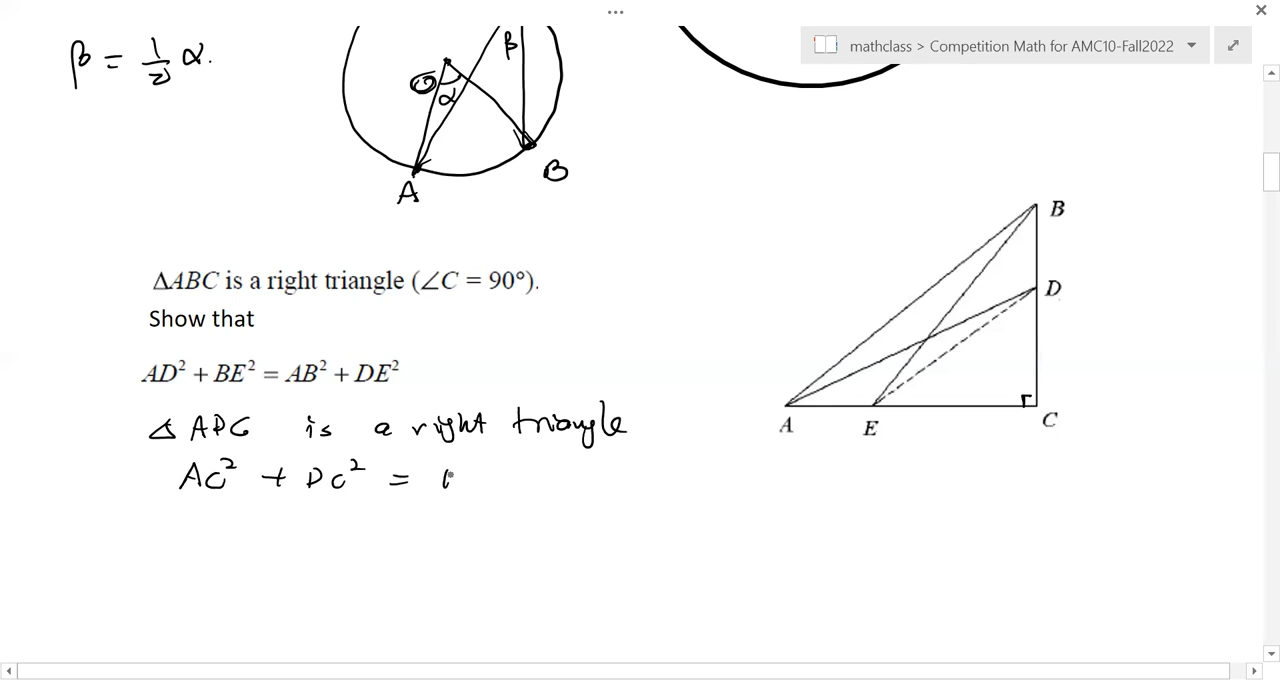 ...
mathclass > Competition Math for AMC10-Fall2022
β = 1/2 α.
β
O
α
A
B
ΔABC is a right triangle (∠C = 90°).
Show that
AD² + BE² = AB² + DE²
Δ ADC is a right triangle
AC² + DC² =
B
D
A E C